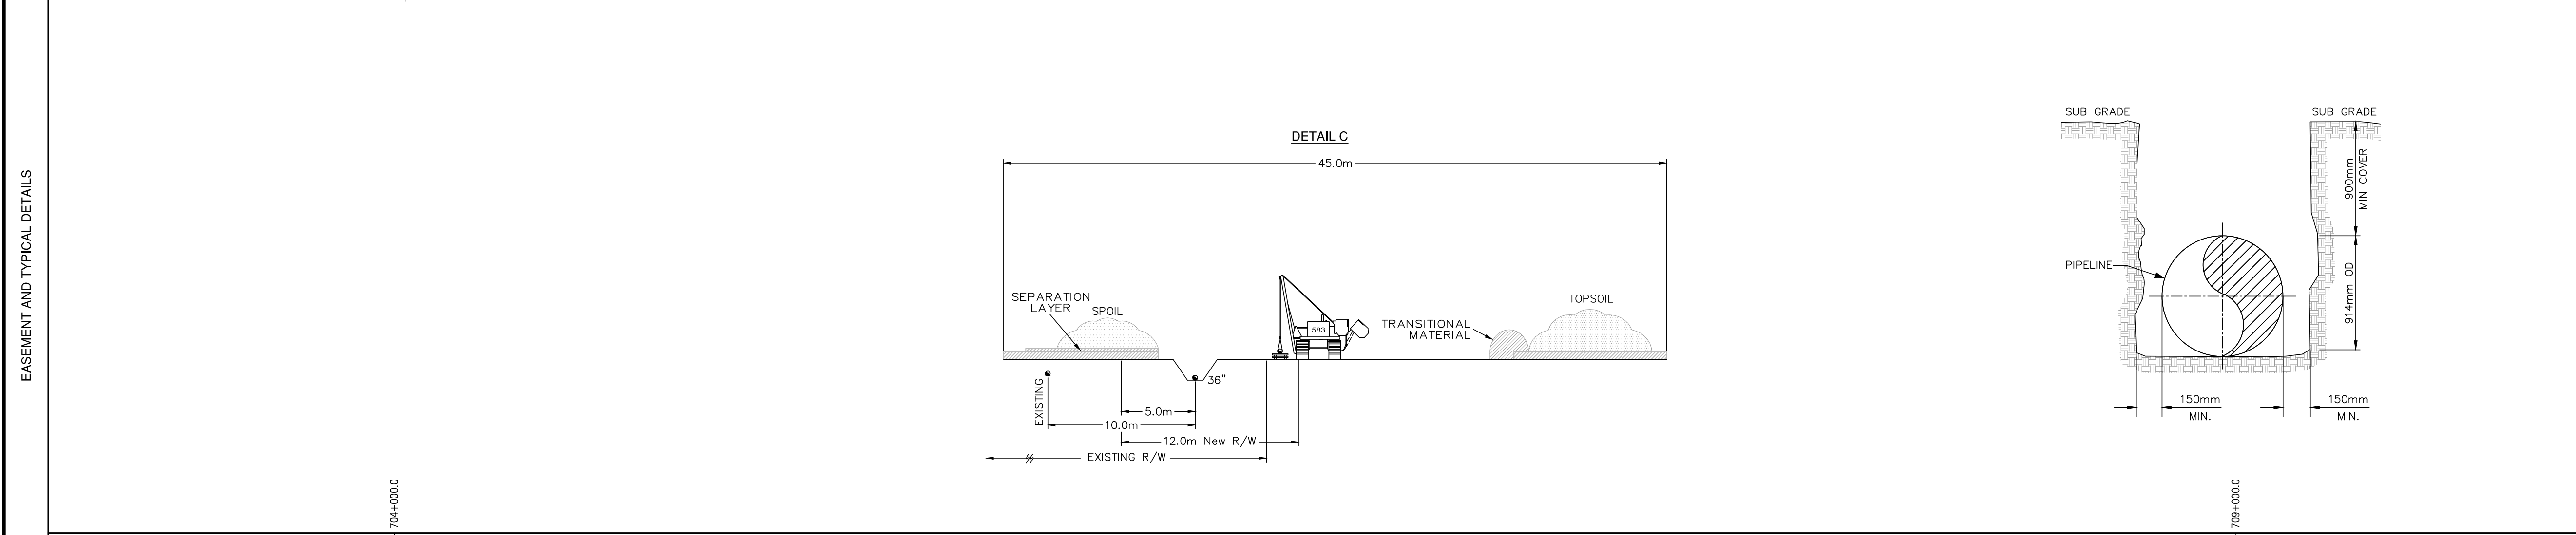 EASEMENT AND TYPICAL DETAILS
DETAIL C
45.0m
SEPARATION
LAYER
SPOIL
583
TRANSITIONAL
MATERIAL
TOPSOIL
36"
EXISTING
5.0m
10.0m
12.0m New R/W
EXISTING R/W
SUB GRADE
SUB GRADE
900mm
MIN COVER
PIPELINE
914mm OD
150mm
MIN.
150mm
MIN.
704+000.0
709+000.0